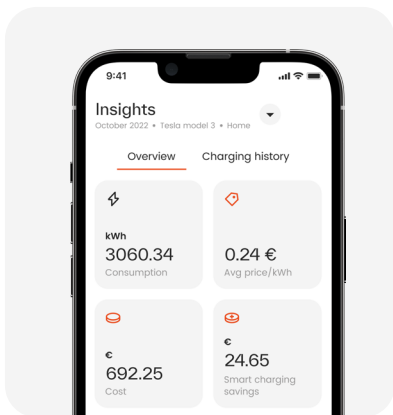 9:41
Insights
October 2022 • Tesla model 3 • Home
Overview Charging history
kWh
3060.34
Consumption
0.24 €
Avg price/kWh
€
692.25
Cost
€
24.65
Smart charging
savings